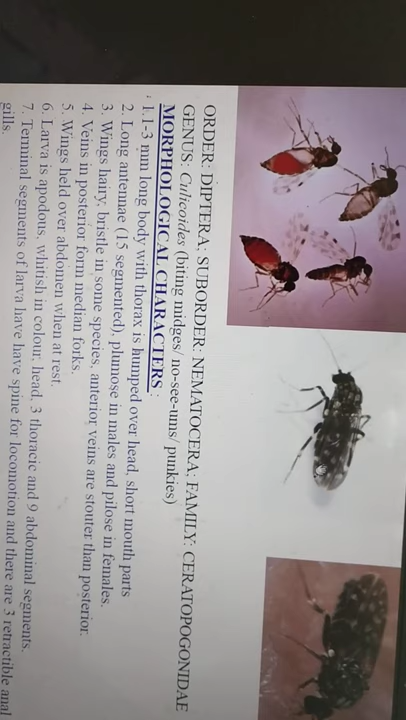 ORDER: DIPTERA: SUBORDER: NEMATOCERA: FAMILY: CERATOPOGONIDAE
GENUS: Culicoides (biting midges/ no-see-ums/ punkies)
MORPHOLOGICAL CHARACTERS:
1. 1-3 mm long body with thorax is humped over head, short mouth parts
2. Long antennae (15 segmented), plumose in males and pilose in females.
3. Wings hairy, bristle in some species, anterior veins are stouter than posterior.
4. Veins in posterior form median forks.
5. Wings held over abdomen when at rest.
6. Larva is apodous, whitish in colour, head, 3 thoracic and 9 abdominal segments.
7. Terminal segments of larva have have spine for locomotion and there are 3 retractible anal
gills.